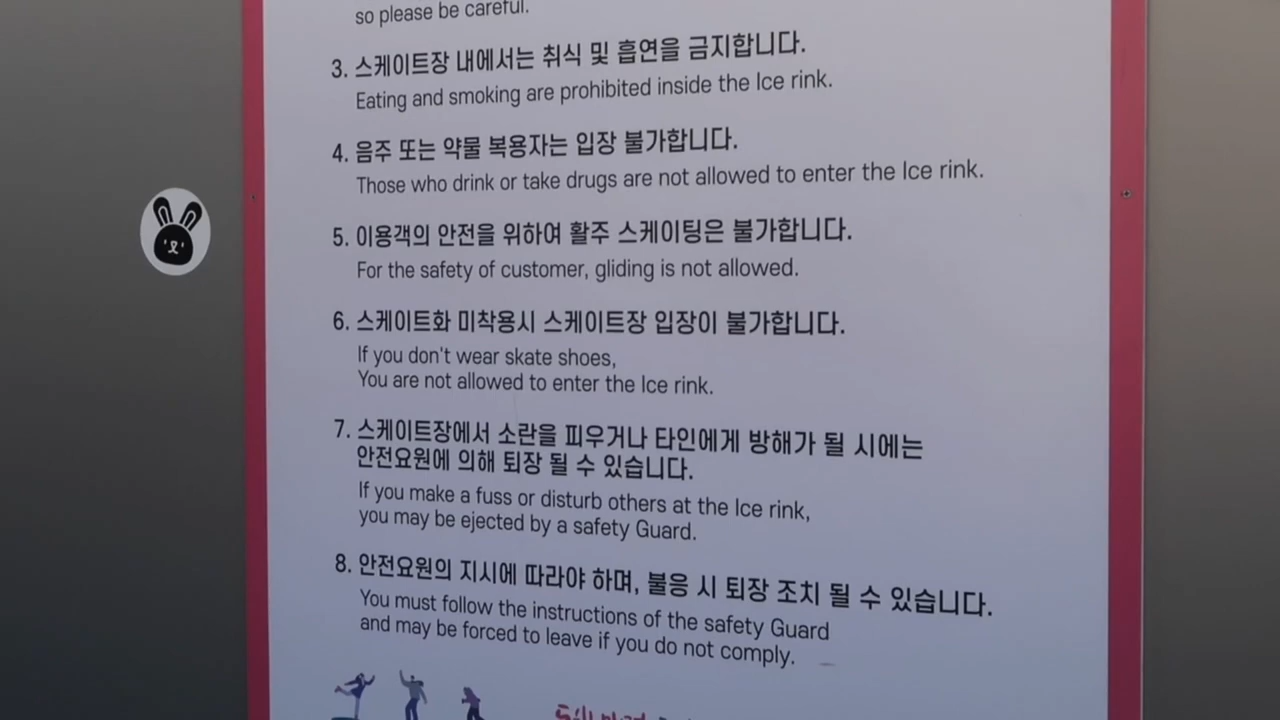 so please be careful.
3. 스케이트장 내에서는 취식 및 흡연을 금지합니다.
Eating and smoking are prohibited inside the Ice rink.
4. 음주 또는 약물 복용자는 입장 불가합니다.
Those who drink or take drugs are not allowed to enter the Ice rink.
5. 이용객의 안전을 위하여 활주 스케이팅은 불가합니다.
For the safety of customer, gliding is not allowed.
6. 스케이트화 미착용시 스케이트장 입장이 불가합니다.
If you don't wear skate shoes,
You are not allowed to enter the Ice rink.
7. 스케이트장에서 소란을 피우거나 타인에게 방해가 될 시에는
안전요원에 의해 퇴장 될 수 있습니다.
If you make a fuss or disturb others at the Ice rink,
you may be ejected by a safety Guard.
8. 안전요원의 지시에 따라야 하며, 불응 시 퇴장 조치 될 수 있습니다.
You must follow the instructions of the safety Guard
and may be forced to leave if you do not comply.